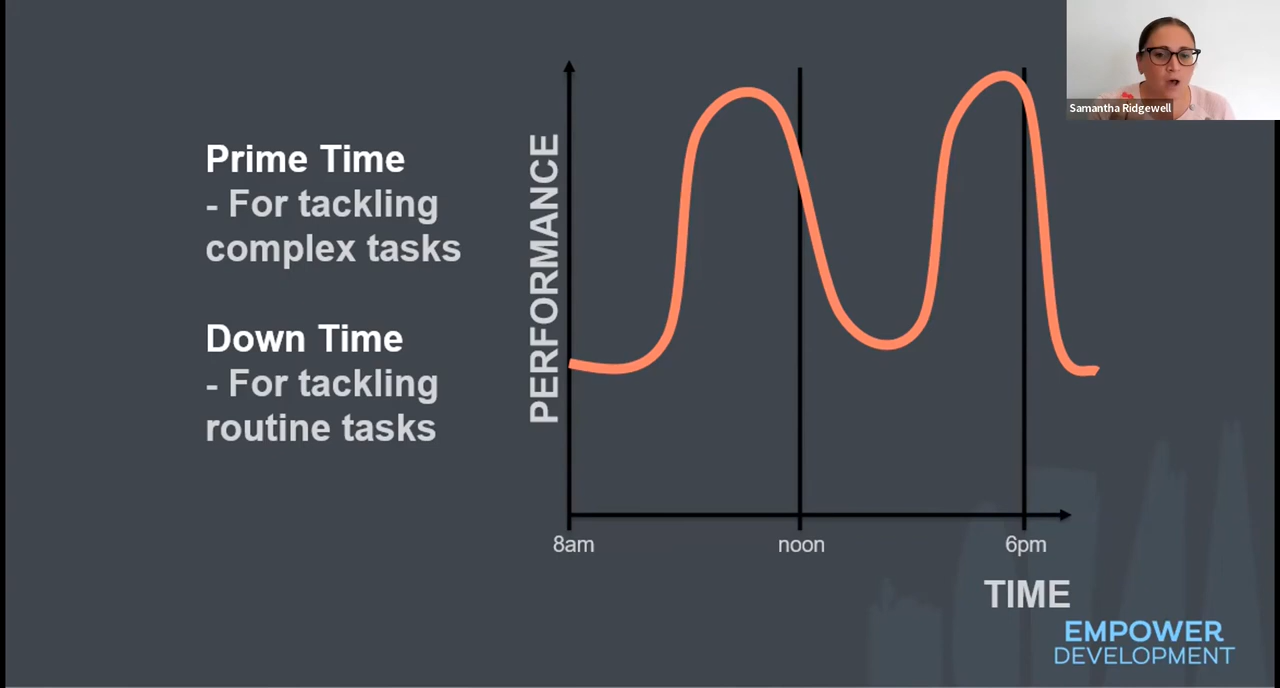 Samantha Ridgewell
Prime Time
- For tackling
complex tasks
Down Time
- For tackling
routine tasks
PERFORMANCE
8am
noon
6pm
TIME
EMPOWER
DEVELOPMENT